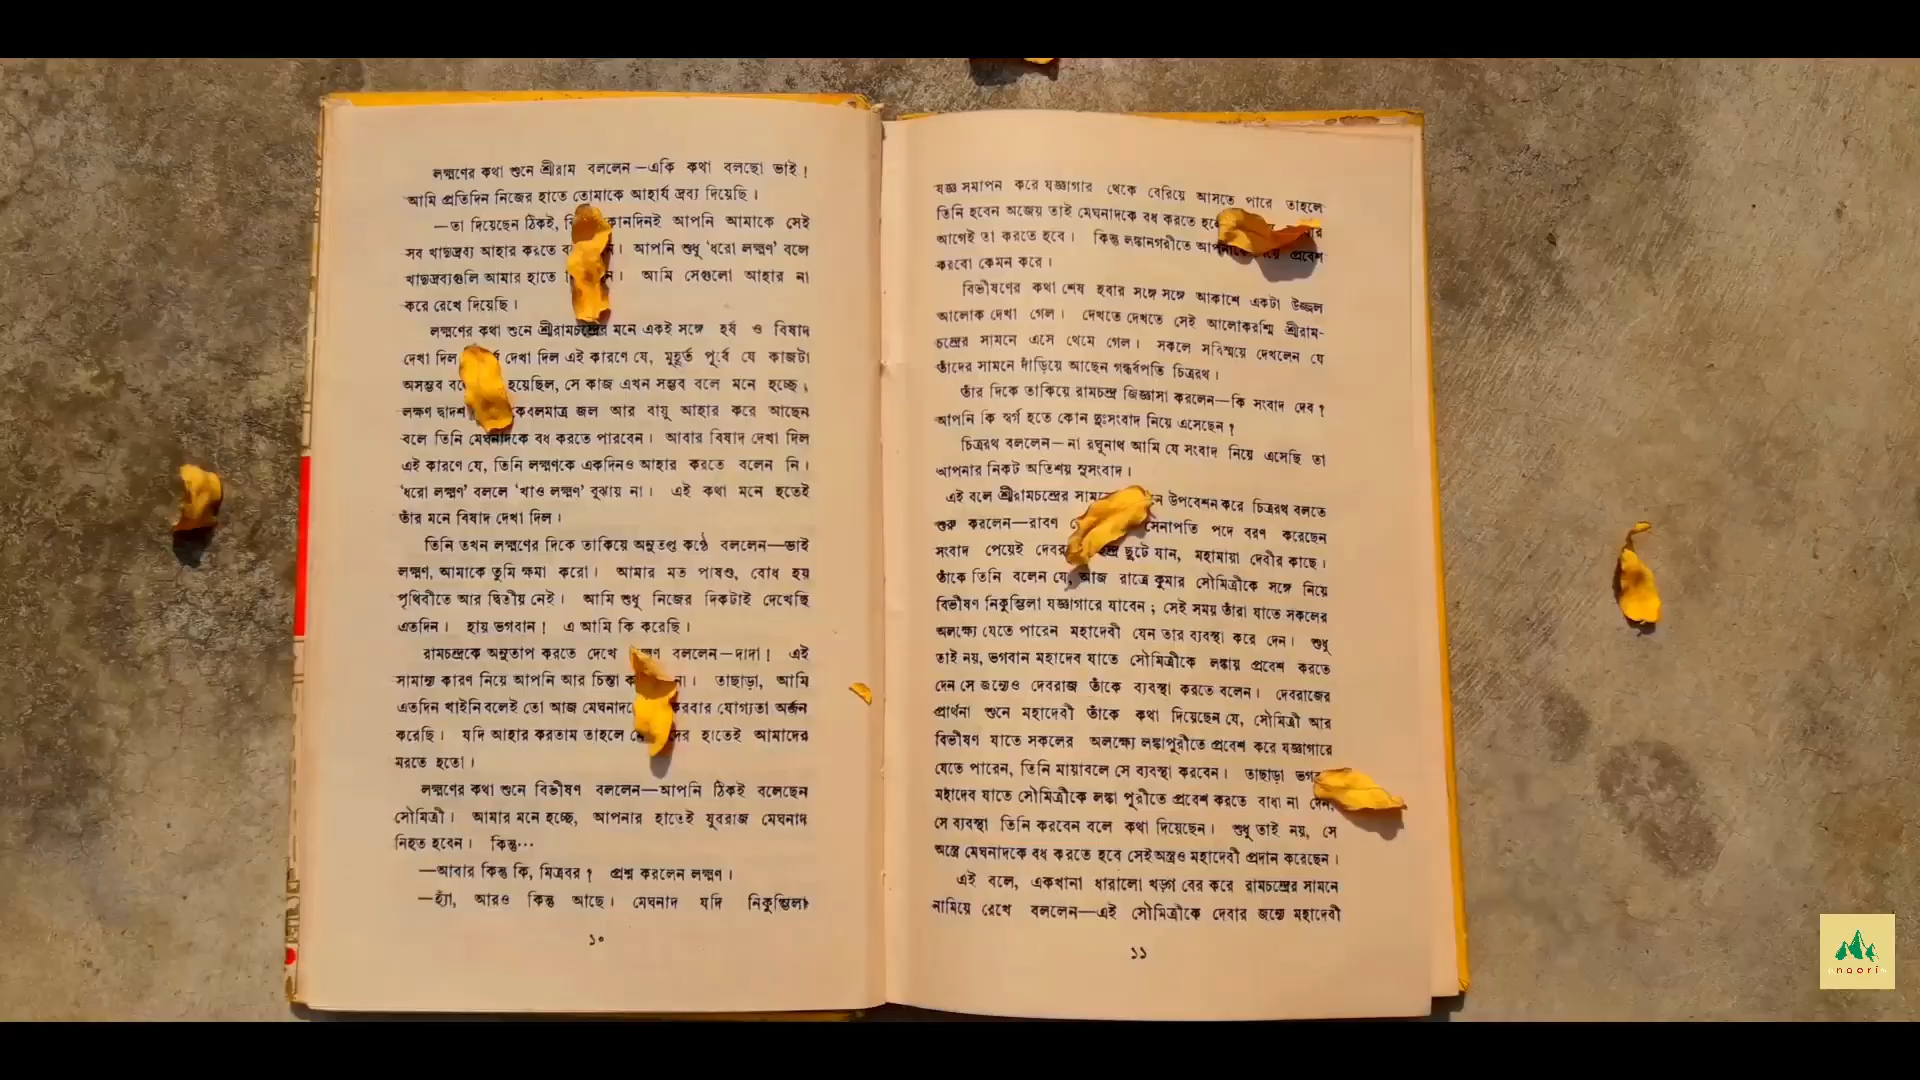 লক্ষ্মণের কথা শুনে শ্রীরাম বললেন—একি কথা বলছো ভাই!
আমি প্রতিদিন নিজের হাতে তোমাকে আহার্য দ্রব্য দিয়েছি।
—তা দিয়েছেন ঠিকই, আপনি আমাকে সেই
সব খাদ্যদ্রব্য আহার করতে আপনি শুধু ‘ধরো লক্ষ্মণ’ বলে
খাদ্যদ্রব্যগুলি আমার হাতে আমি সেগুলো আহার না
করে রেখে দিয়েছি।
লক্ষ্মণের কথা শুনে শ্রীরামচন্দ্রের মনে একই সঙ্গে হর্ষ ও বিষাদ
দেখা দিল দেখা দিল এই কারণে যে, মুহূর্ত পূর্বে যে কাজটা
অসম্ভব হয়েছিল, সে কাজ এখন সম্ভব বলে মনে হচ্ছে,
লক্ষণ দ্বাদশ কেবলমাত্র জল আর বায়ু আহার করে আছেন
বলে তিনি মেঘনাদকে বধ করতে পারবেন। আবার বিষাদ দেখা দিল
এই কারণে যে, তিনি লক্ষ্মণকে একদিনও আহার করতে বলেন নি।
‘ধরো লক্ষ্মণ’ বললে ‘খাও লক্ষ্মণ’ বুঝায় না। এই কথা মনে হতেই
তাঁর মনে বিষাদ দেখা দিল।
তিনি তখন লক্ষ্মণের দিকে তাকিয়ে অনুতপ্ত কণ্ঠে বললেন—ভাই
লক্ষ্মণ, আমাকে তুমি ক্ষমা করো। আমার মত পাষণ্ড, বোধ হয়
পৃথিবীতে আর দ্বিতীয় নেই। আমি শুধু নিজের দিকটাই দেখেছি
এতদিন। হায় ভগবান! এ আমি কি করেছি।
রামচন্দ্রকে অনুতাপ করতে দেখে বললেন—দাদা! এই
সামান্য কারণ নিয়ে আপনি আর চিন্তা না। তাছাড়া, আমি
এতদিন খাইনি বলেই তো আজ করবার যোগ্যতা অর্জন
করেছি। যদি আহার করতাম তাহলে হাতেই আমাদের
মরতে হতো।
লক্ষ্মণের কথা শুনে বিভীষণ বললেন—আপনি ঠিকই বলেছেন
সৌমিত্রী। আমার মনে হচ্ছে, আপনার হাতেই যুবরাজ মেঘনাদ
নিহত হবেন। কিন্তু···
—আবার কিন্তু কি, মিত্রবর? প্রশ্ন করলেন লক্ষ্মণ।
—হ্যাঁ, আরও কিন্তু আছে। মেঘনাদ যদি নিকুম্ভিলা
১০
যজ্ঞ সমাপন করে যজ্ঞাগার থেকে বেরিয়ে আসতে পারে তাহলে
তিনি হবেন অজেয় তাই মেঘনাদকে বধ করতে
আগেই তা করতে হবে। কিন্তু লঙ্কানগরীতে প্রবেশ
করবো কেমন করে।
বিভীষণের কথা শেষ হবার সঙ্গে সঙ্গে আকাশে একটা উজ্জ্বল
আলোক দেখা গেল। দেখতে দেখতে সেই আলোকরশ্মি শ্রীরাম-
চন্দ্রের সামনে এসে থেমে গেল। সকলে সবিস্ময়ে দেখলেন যে
তাঁদের সামনে দাঁড়িয়ে আছেন গন্ধর্বপতি চিত্ররথ।
তাঁর দিকে তাকিয়ে রামচন্দ্র জিজ্ঞাসা করলেন—কি সংবাদ দেব?
আপনি কি স্বর্গ হতে কোন দুঃসংবাদ নিয়ে এসেছেন?
চিত্ররথ বললেন—না রঘুনাথ আমি যে সংবাদ নিয়ে এসেছি তা
আপনার নিকট অতিশয় সুসংবাদ।
এই বলে শ্রীরামচন্দ্রের উপবেশন করে চিত্ররথ বলতে
শুরু করলেন—রাবণ সেনাপতি পদে বরণ করেছেন
সংবাদ পেয়েই ছুটে যান, মহামায়া দেবীর কাছে।
তাঁকে তিনি বলেন যে, আজ রাত্রে কুমার সৌমিত্রীকে সঙ্গে নিয়ে
বিভীষণ নিকুম্ভিলা যজ্ঞাগারে যাবেন; সেই সময় তাঁরা যাতে সকলের
অলক্ষ্যে যেতে পারেন মহাদেবী যেন তার ব্যবস্থা করে দেন। শুধু
তাই নয়, ভগবান মহাদেব যাতে সৌমিত্রীকে লঙ্কায় প্রবেশ করতে
দেন সে জন্যেও দেবরাজ তাঁকে ব্যবস্থা করতে বলেন। দেবরাজের
প্রার্থনা শুনে মহাদেবী তাঁকে কথা দিয়েছেন যে, সৌমিত্রী আর
বিভীষণ যাতে সকলের অলক্ষ্যে লঙ্কাপুরীতে প্রবেশ করে যজ্ঞাগারে
যেতে পারেন, তিনি মায়াবলে সে ব্যবস্থা করবেন। তাছাড়া
মহাদেব যাতে সৌমিত্রীকে লঙ্কা পুরীতে প্রবেশ করতে বাধা না দেন,
সে ব্যবস্থা তিনি করবেন বলে কথা দিয়েছেন। শুধু তাই নয়, সে
অস্ত্রে মেঘনাদকে বধ করতে হবে সেই অস্ত্রও মহাদেবী প্রদান করেছেন।
এই বলে, একখানা ধারালো খড়্গ বের করে রামচন্দ্রের সামনে
নামিয়ে রেখে বললেন—এই সৌমিত্রীকে দেবার জন্যে মহাদেবী
১১
naori